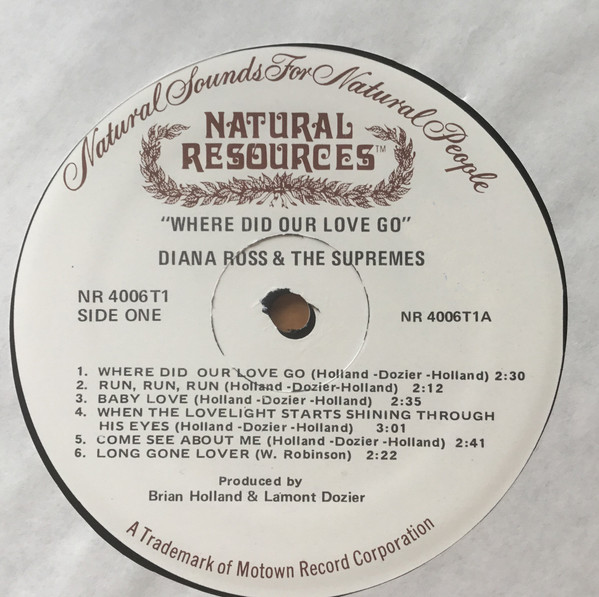 Natural Sounds For Natural People
NATURAL
RESOURCES™
"WHERE DID OUR LOVE GO"
DIANA ROSS & THE SUPREMES
NR 4006T1
SIDE ONE
NR 4006T1A
1. WHERE DID OUR LOVE GO (Holland -Dozier -Holland) 2:30
2. RUN, RUN, RUN (Holland -Dozier-Holland) 2:12
3. BABY LOVE (Holland -Dozier -Holland) 2:35
4. WHEN THE LOVELIGHT STARTS SHINING THROUGH
HIS EYES (Holland -Dozier -Holland) 3:01
5. COME SEE ABOUT ME (Holland -Dozier -Holland) 2:41
6. LONG GONE LOVER (W. Robinson) 2:22
Produced by
Brian Holland & Lamont Dozier
A Trademark of Motown Record Corporation